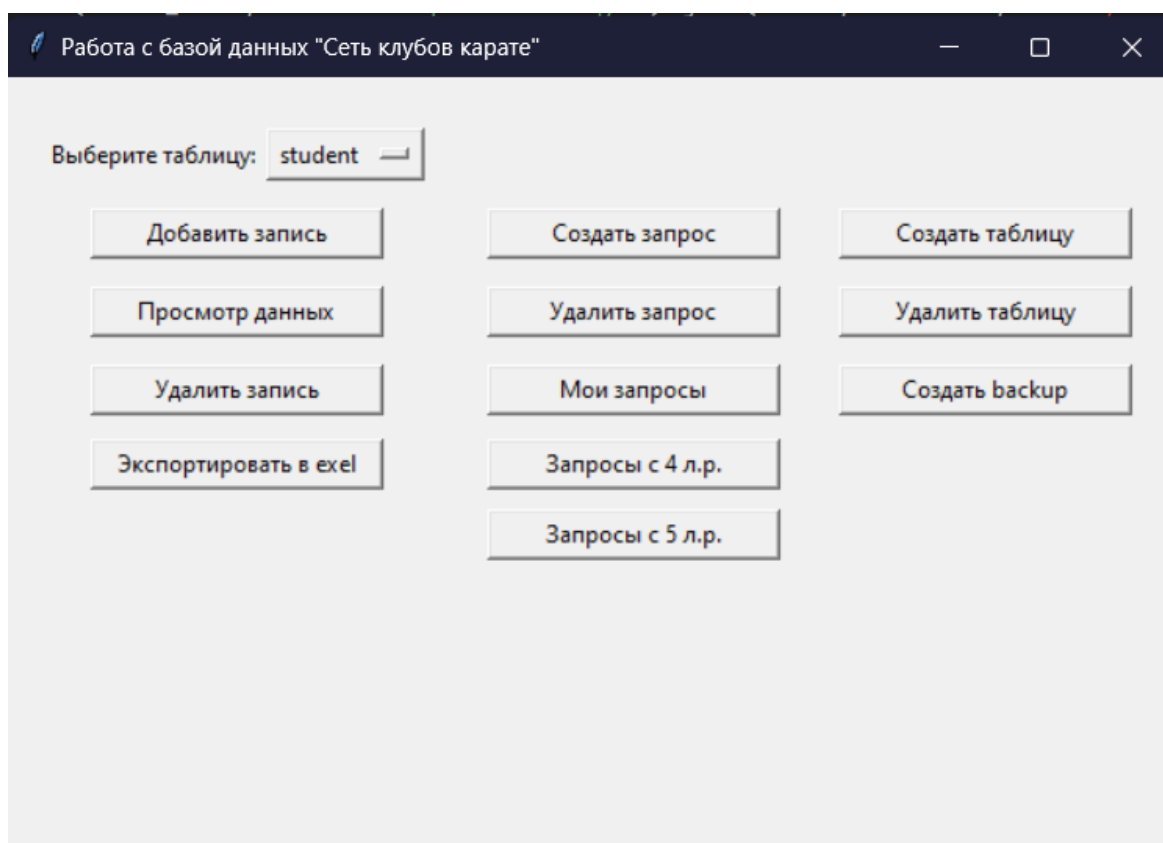 Работа с базой данных "Сеть клубов карате"
Выберите таблицу: student
Добавить запись
Создать запрос
Создать таблицу
Просмотр данных
Удалить запрос
Удалить таблицу
Удалить запись
Мои запросы
Создать backup
Экспортировать в exel
Запросы с 4 л.р.
Запросы с 5 л.р.